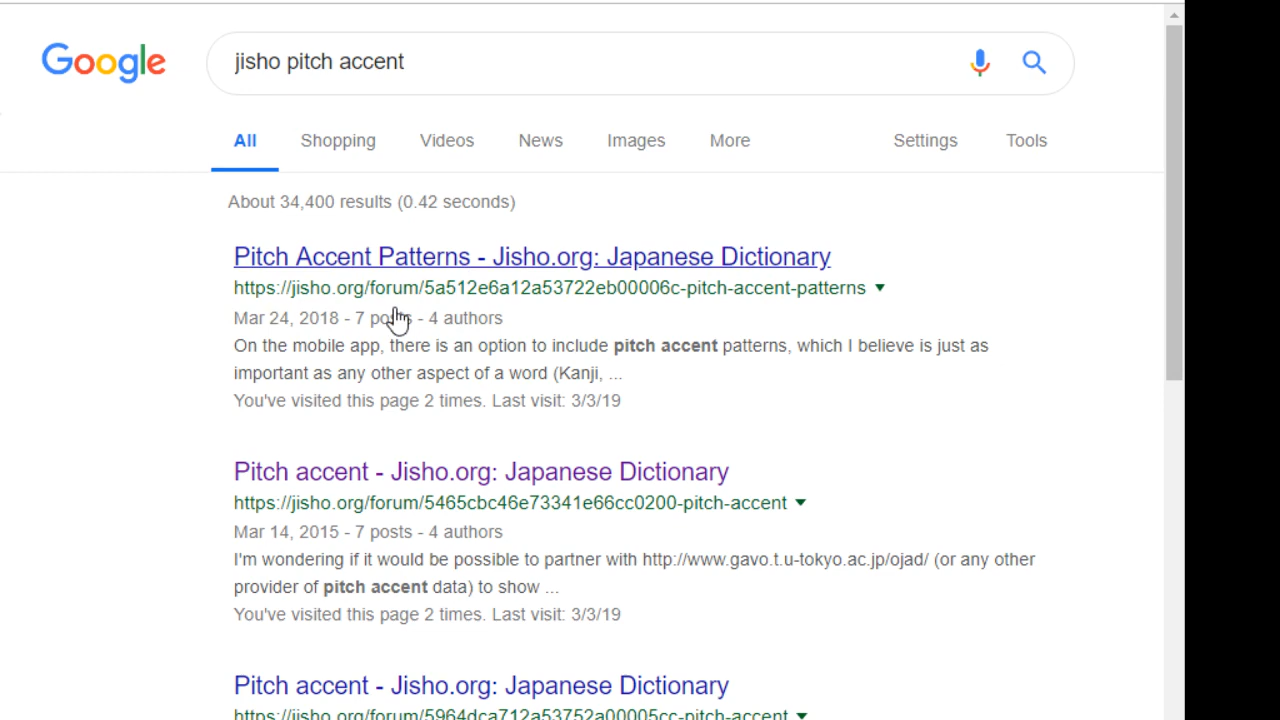 Google
jisho pitch accent
All Shopping Videos News Images More Settings Tools
About 34,400 results (0.42 seconds)
Pitch Accent Patterns - Jisho.org: Japanese Dictionary
https://jisho.org/forum/5a512e6a12a53722eb00006c-pitch-accent-patterns
Mar 24, 2018 - 7 posts - 4 authors
On the mobile app, there is an option to include pitch accent patterns, which I believe is just as
important as any other aspect of a word (Kanji, ...
You've visited this page 2 times. Last visit: 3/3/19
Pitch accent - Jisho.org: Japanese Dictionary
https://jisho.org/forum/5465cbc46e73341e66cc0200-pitch-accent
Mar 14, 2015 - 7 posts - 4 authors
I'm wondering if it would be possible to partner with http://www.gavo.t.u-tokyo.ac.jp/ojad/ (or any other
provider of pitch accent data) to show ...
You've visited this page 2 times. Last visit: 3/3/19
Pitch accent - Jisho.org: Japanese Dictionary
https://jisho.org/forum/5964dca712a53752a00005cc-pitch-accent